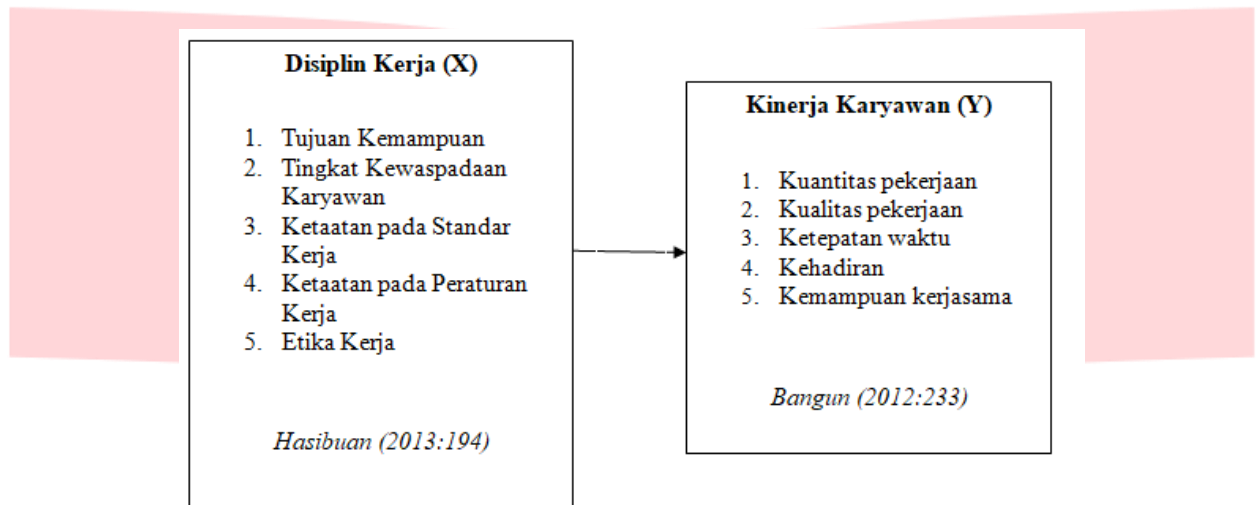 Disiplin Kerja (X)
1. Tujuan Kemampuan
2. Tingkat Kewaspadaan
Karyawan
3. Ketaatan pada Standar
Kerja
4. Ketaatan pada Peraturan
Kerja
5. Etika Kerja
Hasibuan (2013:194)
Kinerja Karyawan (Y)
1. Kuantitas pekerjaan
2. Kualitas pekerjaan
3. Ketepatan waktu
4. Kehadiran
5. Kemampuan kerjasama
Bangun (2012:233)